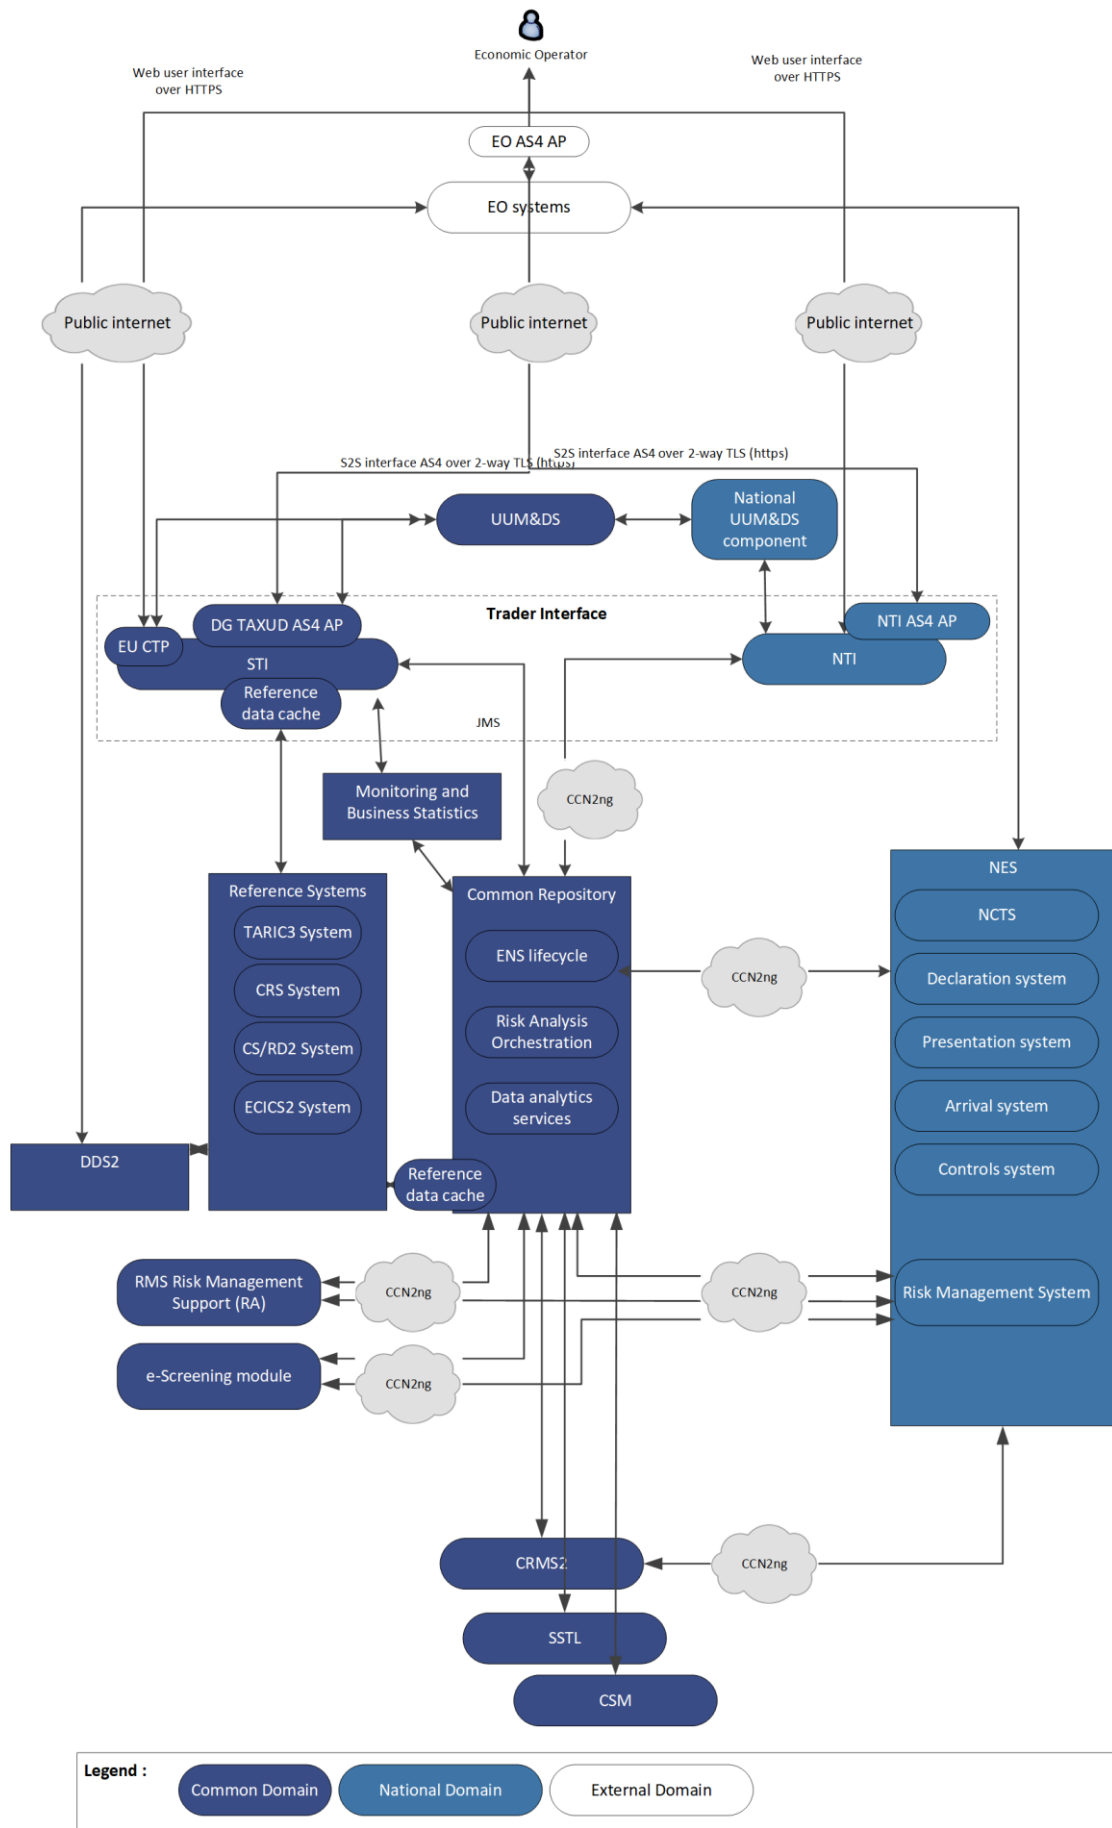 Economic Operator
Web user interface
over HTTPS
Web user interface
over HTTPS
EO AS4 AP
EO systems
Public internet
Public internet
Public internet
S2S interface AS4 over 2-way TLS (https)
S2S interface AS4 over 2-way TLS (https)
UUM&DS
National
UUM&DS
component
Trader Interface
EU CTP
DG TAXUD AS4 AP
STI
Reference
data cache
NTI AS4 AP
NTI
JMS
Monitoring and
Business Statistics
CCN2ng
Reference Systems
TARIC3 System
CRS System
CS/RD2 System
ECICS2 System
Common Repository
ENS lifecycle
Risk Analysis
Orchestration
Data analytics
services
Reference
data cache
CCN2ng
NES
NCTS
Declaration system
Presentation system
Arrival system
Controls system
Risk Management System
DDS2
RMS Risk Management
Support (RA)
CCN2ng
CCN2ng
e-Screening module
CCN2ng
CRMS2
CCN2ng
SSTL
CSM
Legend :
Common Domain
National Domain
External Domain